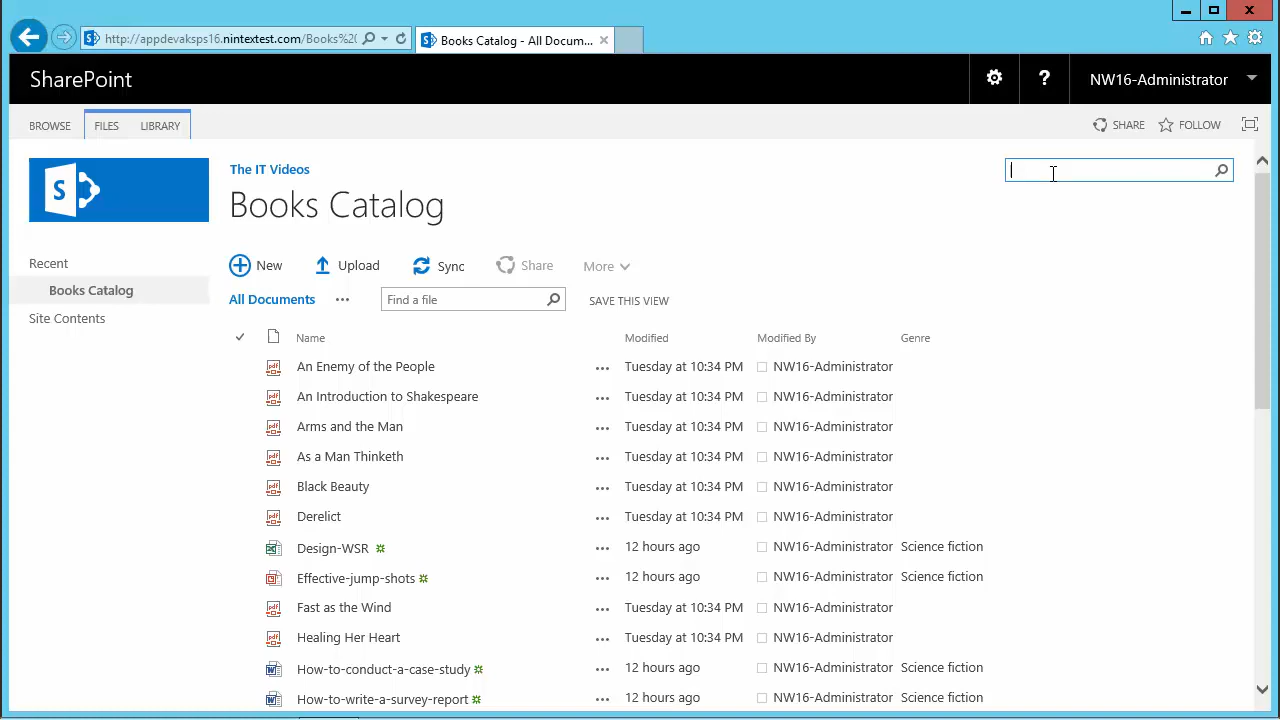 http://appdevaksps16.nintextest.com/Books%20
Books Catalog - All Docum...
SharePoint
NW16-Administrator
BROWSE FILES LIBRARY
SHARE FOLLOW
The IT Videos
Books Catalog
Recent
Books Catalog
Site Contents
New Upload Sync Share More
All Documents ... Find a file SAVE THIS VIEW
Name Modified Modified By Genre
An Enemy of the People ... Tuesday at 10:34 PM NW16-Administrator
An Introduction to Shakespeare ... Tuesday at 10:34 PM NW16-Administrator
Arms and the Man ... Tuesday at 10:34 PM NW16-Administrator
As a Man Thinketh ... Tuesday at 10:34 PM NW16-Administrator
Black Beauty ... Tuesday at 10:34 PM NW16-Administrator
Derelict ... Tuesday at 10:34 PM NW16-Administrator
Design-WSR ... 12 hours ago NW16-Administrator Science fiction
Effective-jump-shots ... 12 hours ago NW16-Administrator Science fiction
Fast as the Wind ... Tuesday at 10:34 PM NW16-Administrator
Healing Her Heart ... Tuesday at 10:34 PM NW16-Administrator
How-to-conduct-a-case-study ... 12 hours ago NW16-Administrator Science fiction
How-to-write-a-survey-report ... 12 hours ago NW16-Administrator Science fiction